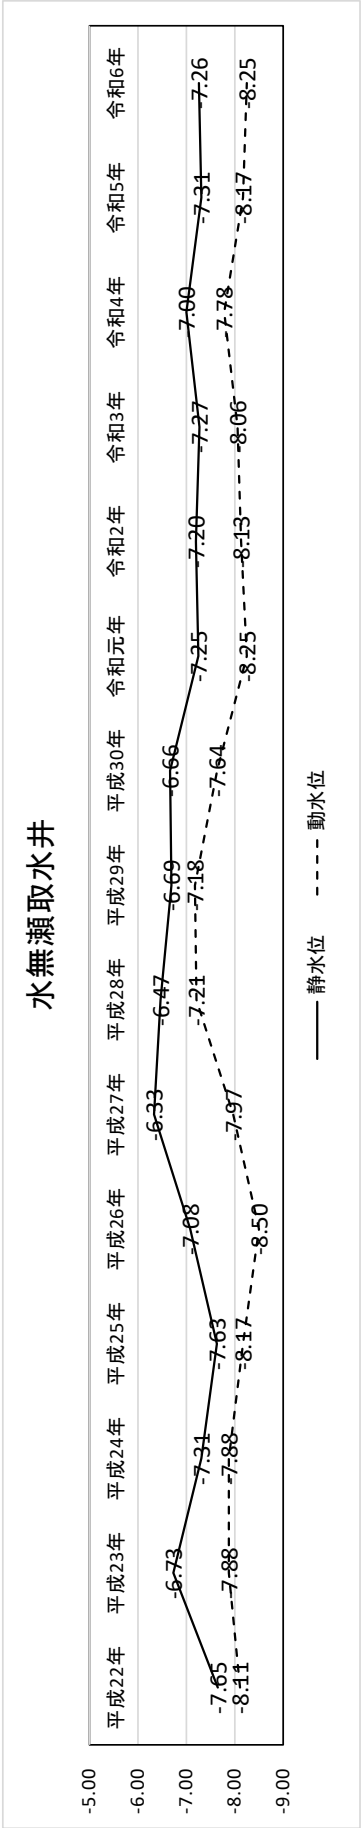 水無瀬取水井
平成22年 平成23年 平成24年 平成25年 平成26年 平成27年 平成28年 平成29年 平成30年 令和元年 令和2年 令和3年 令和4年 令和5年 令和6年
-5.00
-6.00
-7.00
-8.00
-9.00
-7.65 -6.73 -7.31 -7.63 -7.08 -6.33 -6.47 -6.69 -6.66 -7.25 -7.20 -7.27 -7.00 -7.31 -7.26
-8.11 -7.88 -7.88 -8.17 -8.50 -7.97 -7.21 -7.18 -7.64 -8.25 -8.13 -8.06 -7.78 -8.17 -8.25
静水位 動水位